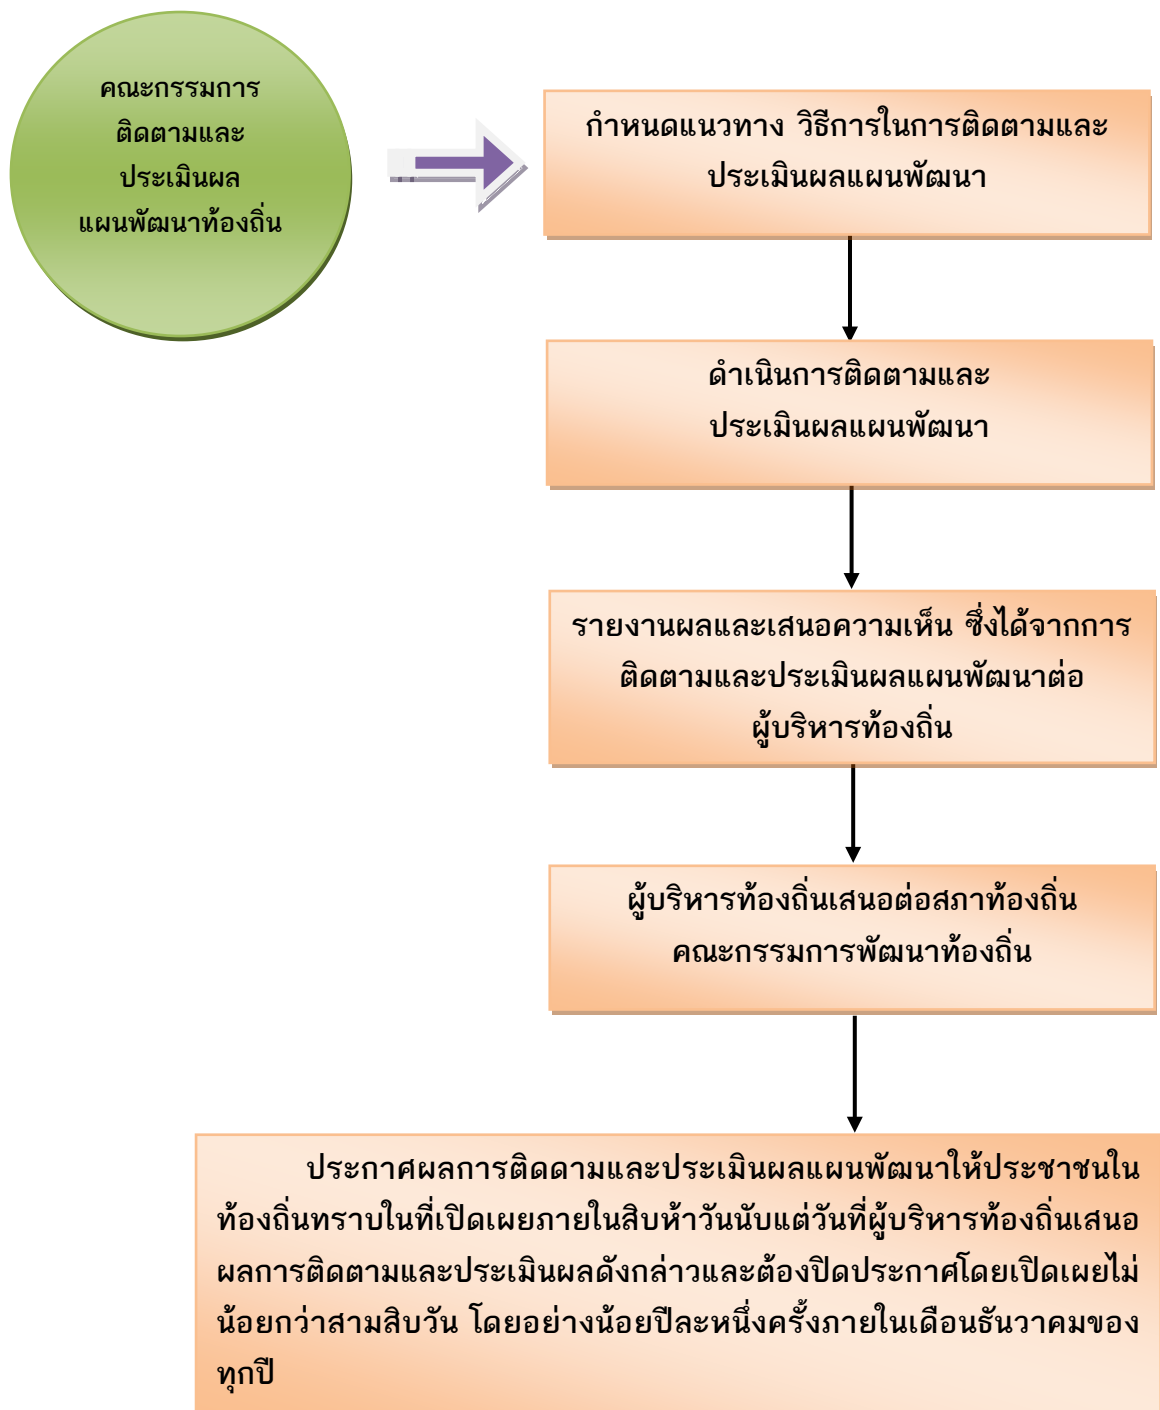 คณะกรรมการ
ติดตามและ
ประเมินผล
แผนพัฒนาท้องถิ่น
กำหนดแนวทาง วิธีการในการติดตามและ
ประเมินผลแผนพัฒนา
ดำเนินการติดตามและ
ประเมินผลแผนพัฒนา
รายงานผลและเสนอความเห็น ซึ่งได้จากการ
ติดตามและประเมินผลแผนพัฒนาต่อ
ผู้บริหารท้องถิ่น
ผู้บริหารท้องถิ่นเสนอต่อสภาท้องถิ่น
คณะกรรมการพัฒนาท้องถิ่น
ประกาศผลการติดดามและประเมินผลแผนพัฒนาให้ประชาชนใน
ท้องถิ่นทราบในที่เปิดเผยภายในสิบห้าวันนับแต่วันที่ผู้บริหารท้องถิ่นเสนอ
ผลการติดตามและประเมินผลดังกล่าวและต้องปิดประกาศโดยเปิดเผยไม่
น้อยกว่าสามสิบวัน โดยอย่างน้อยปีละหนึ่งครั้งภายในเดือนธันวาคมของ
ทุกปี